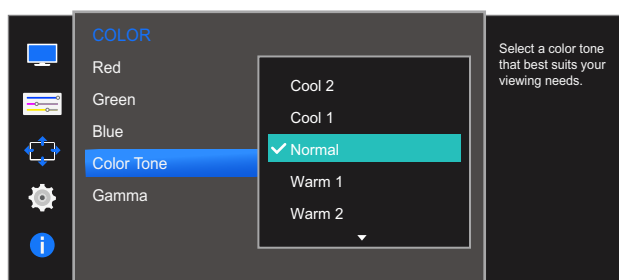 COLOR
Red
Green
Blue
Color Tone
Gamma
Cool 2
Cool 1
Normal
Warm 1
Warm 2
Select a color tone
that best suits your
viewing needs.